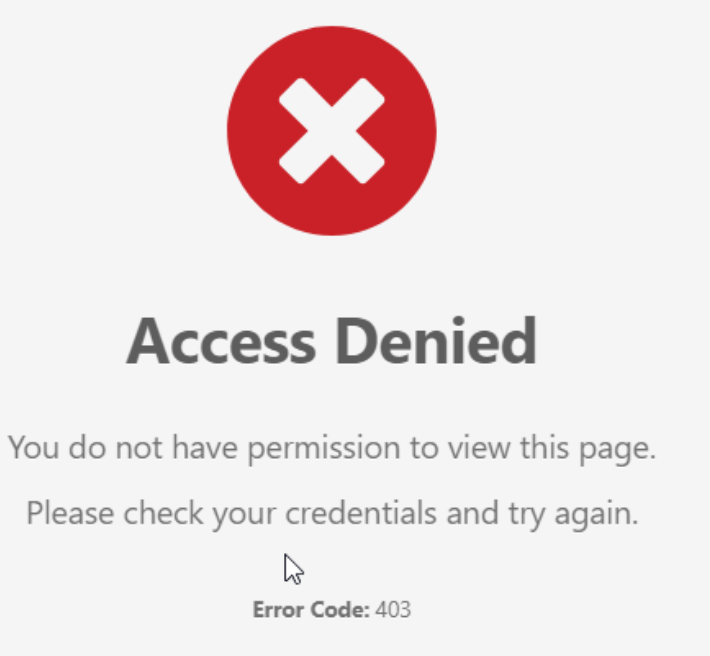 Access Denied
You do not have permission to view this page.
Please check your credentials and try again.
Error Code: 403